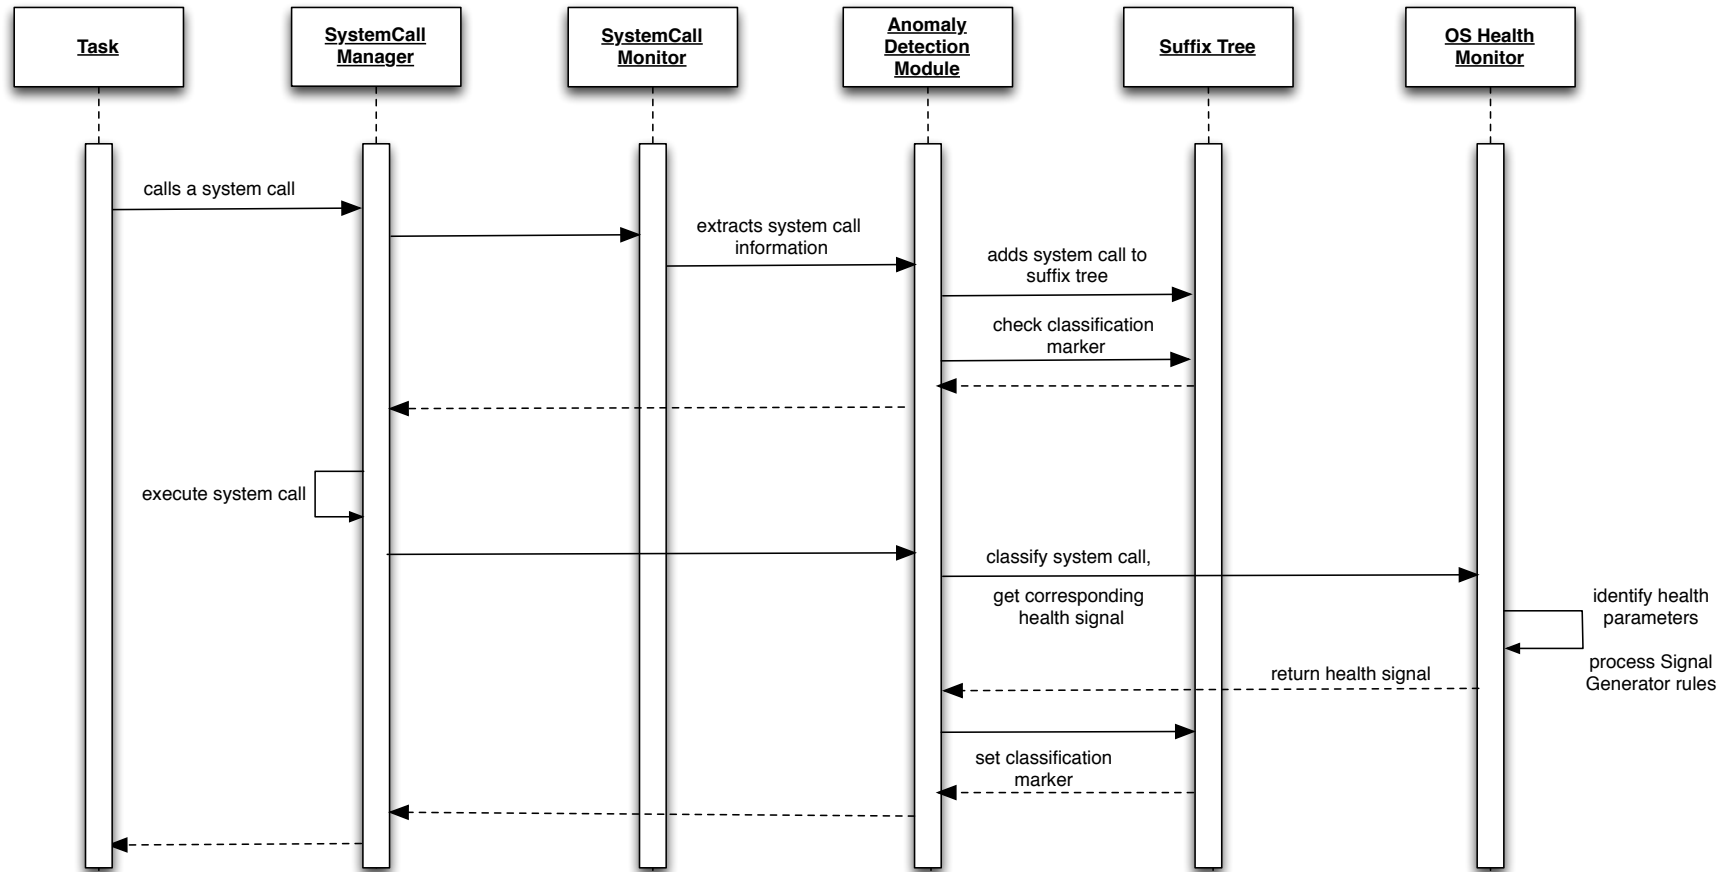 Task
SystemCall
Manager
SystemCall
Monitor
Anomaly
Detection
Module
Suffix Tree
OS Health
Monitor
calls a system call
extracts system call
information
adds system call to
suffix tree
check classification
marker
execute system call
classify system call,
get corresponding
health signal
identify health
parameters
process Signal
Generator rules
return health signal
set classification
marker